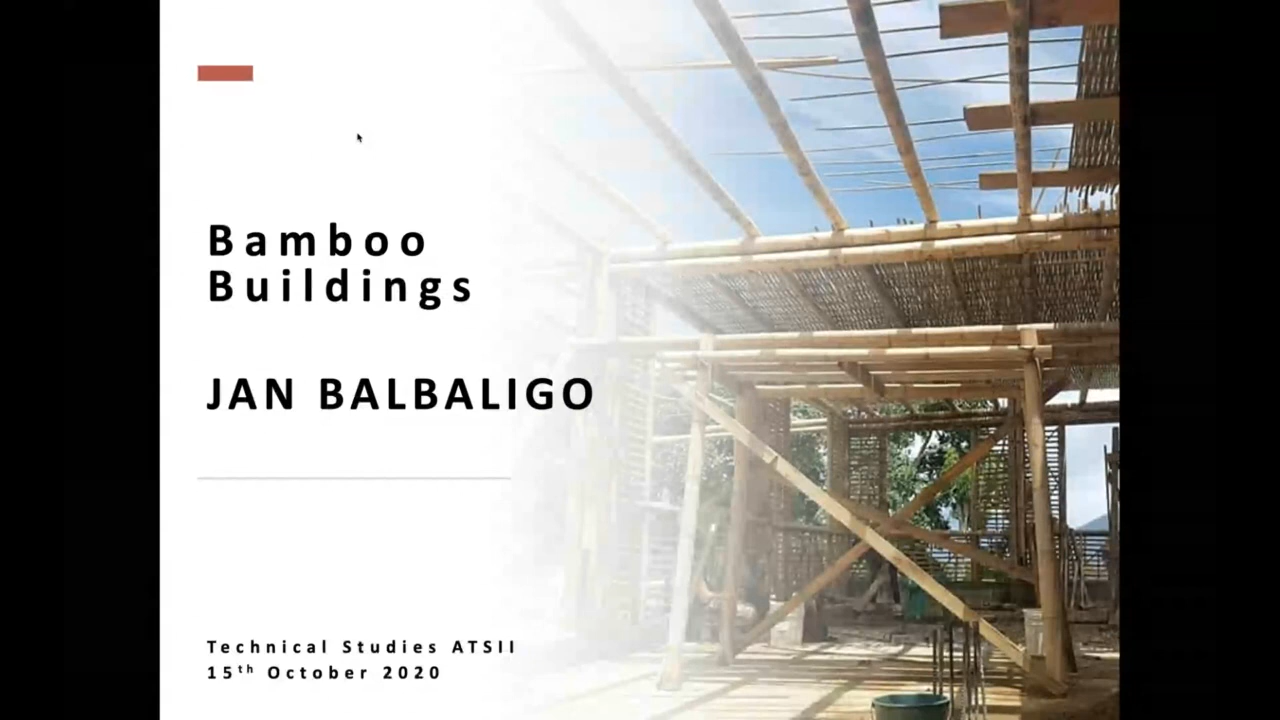 Bamboo
Buildings
JAN BALBALIGO
Technical Studies ATSII
15th October 2020